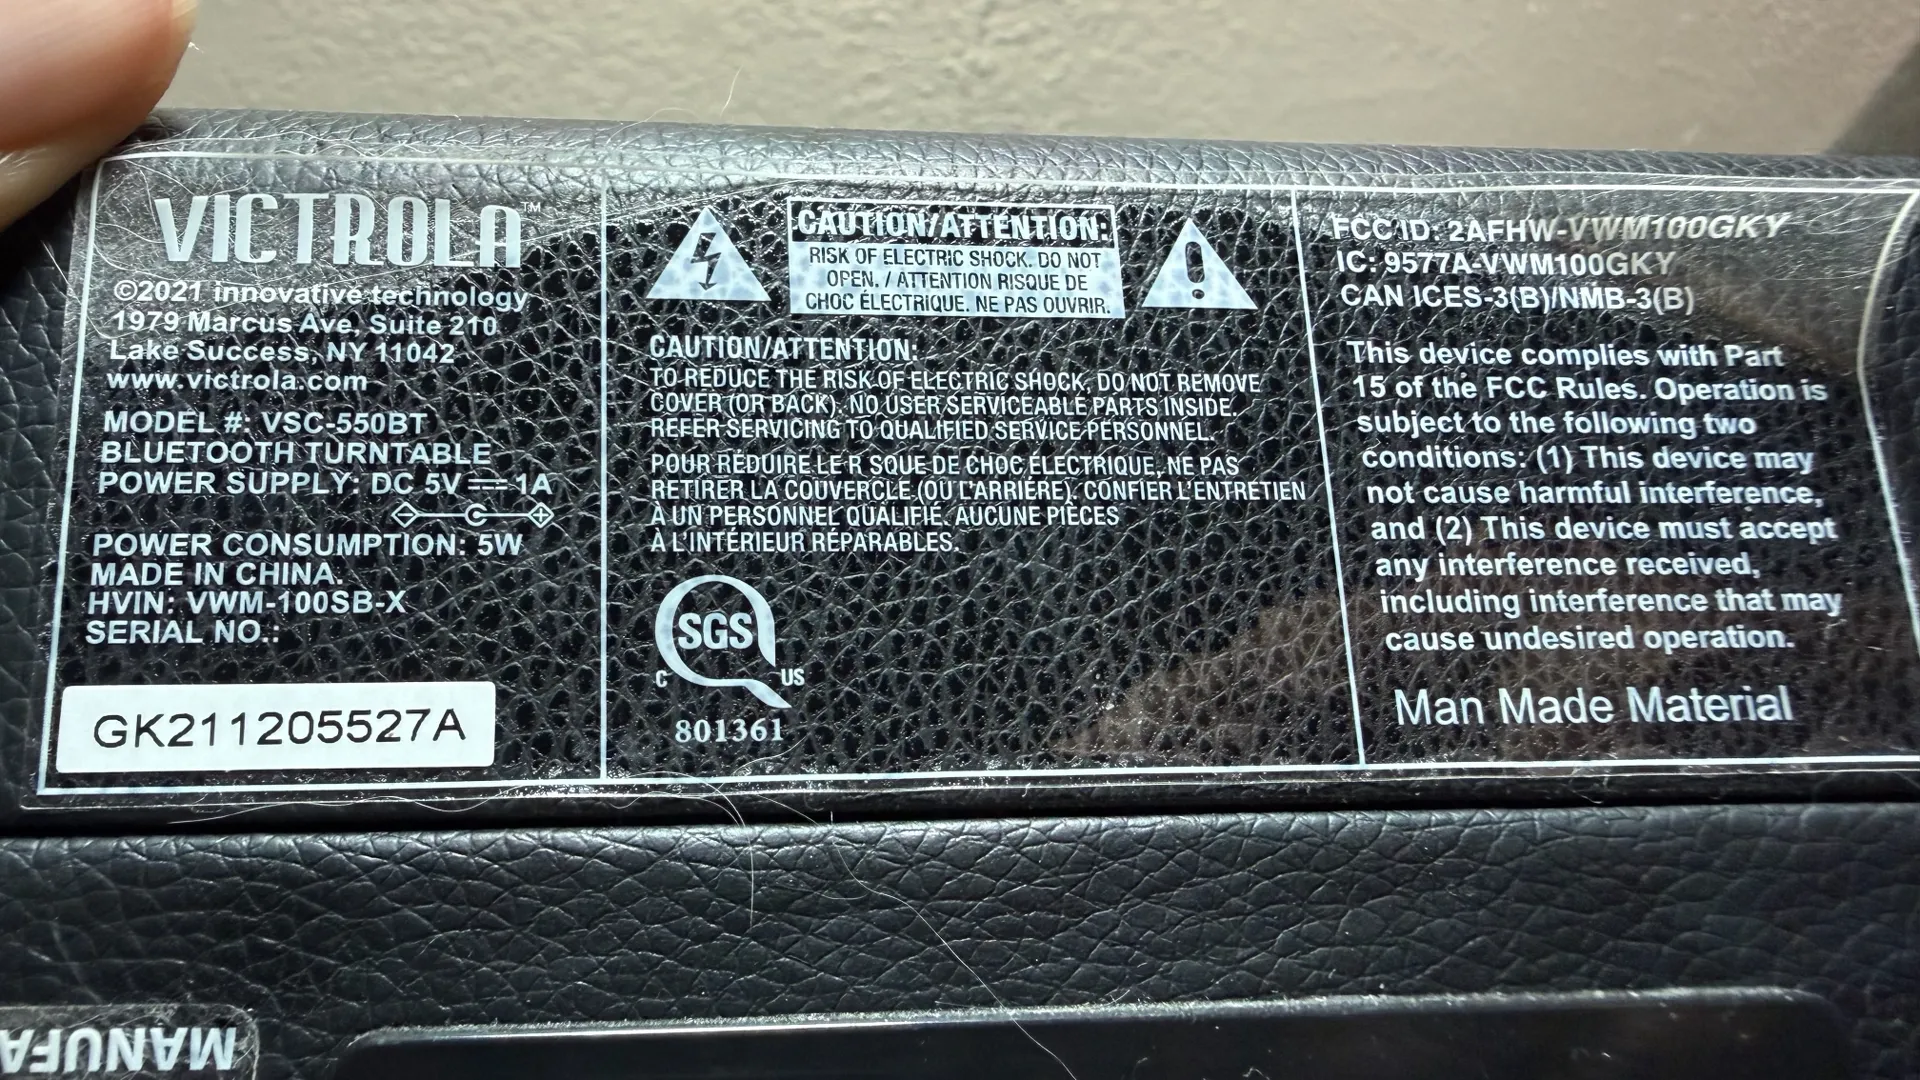 VICTROLA™
©2021 innovative technology
1979 Marcus Ave, Suite 210
Lake Success, NY 11042
www.victrola.com
MODEL #: VSC-550BT
BLUETOOTH TURNTABLE
POWER SUPPLY: DC 5V⎓1A
POWER CONSUMPTION: 5W
MADE IN CHINA.
HVIN: VWM-100SB-X
SERIAL NO.:
GK211205527A
CAUTION/ATTENTION:
RISK OF ELECTRIC SHOCK. DO NOT
OPEN. / ATTENTION RISQUE DE
CHOC ÉLECTRIQUE. NE PAS OUVRIR.
CAUTION/ATTENTION:
TO REDUCE THE RISK OF ELECTRIC SHOCK, DO NOT REMOVE
COVER (OR BACK). NO USER SERVICEABLE PARTS INSIDE.
REFER SERVICING TO QUALIFIED SERVICE PERSONNEL.
POUR RÉDUIRE LE R SQUE DE CHOC ÉLECTRIQUE, NE PAS
RETIRER LA COUVERCLE (OU L'ARRIÉRE). CONFIER L'ENTRETIEN
À UN PERSONNEL QUALIFIÉ. AUCUNE PIÈCES
À L'INTÉRIEUR RÉPARABLES.
SGS
C US
801361
FCC ID: 2AFHW-VWM100GKY
IC: 9577A-VWM100GKY
CAN ICES-3(B)/NMB-3(B)
This device complies with Part
15 of the FCC Rules. Operation is
subject to the following two
conditions: (1) This device may
not cause harmful interference,
and (2) This device must accept
any interference received,
including interference that may
cause undesired operation.
Man Made Material
MANUFA